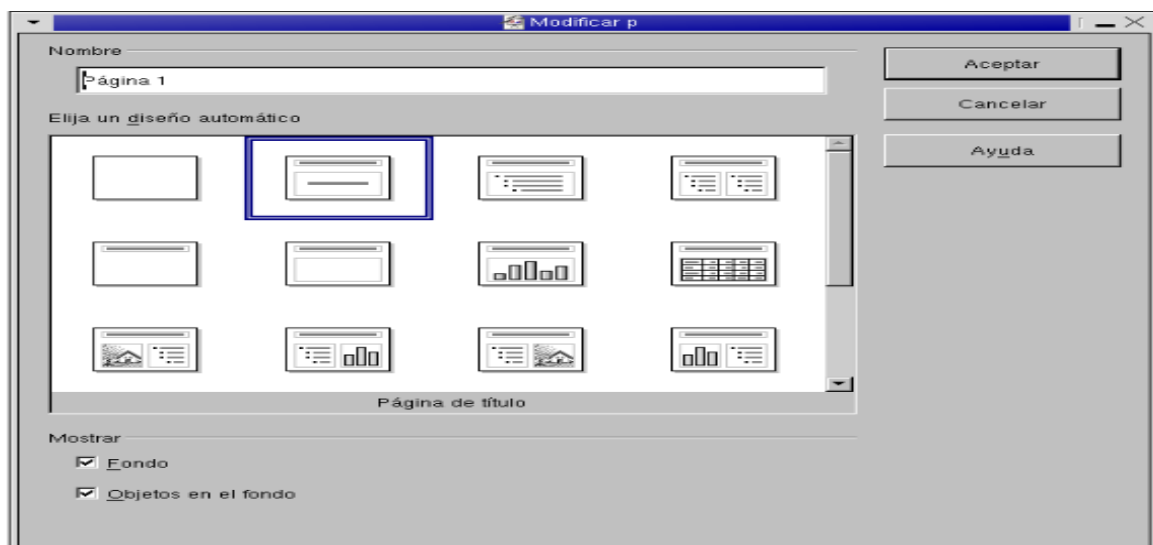 Modificar p
Nombre
Página 1
Aceptar
Cancelar
Elija un diseño automático
Ayuda
Página de título
Mostrar
Fondo
Objetos en el fondo